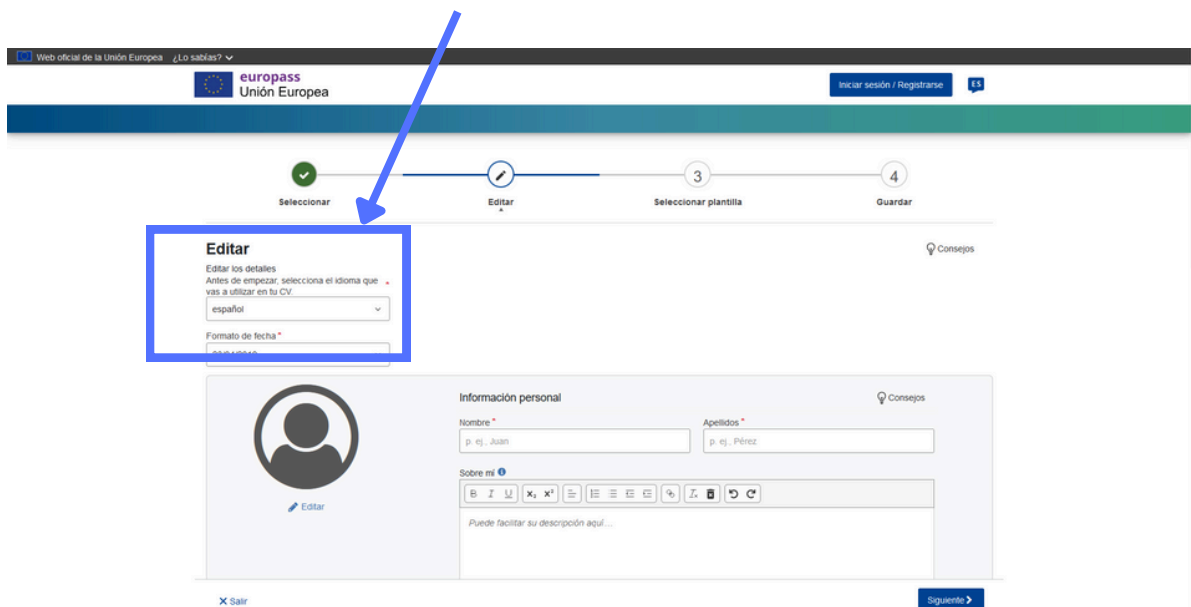 Web oficial de la Unión Europea ¿Lo sabías?
europass
Unión Europea
Iniciar sesión / Registrarse
ES
3
4
Seleccionar
Editar
Seleccionar plantilla
Guardar
Editar
Consejos
Editar los detalles
Antes de empezar, selecciona el idioma que *
vas a utilizar en tu CV.
español
Formato de fecha *
Información personal
Consejos
Nombre *
Apellidos *
p. ej., Juan
p. ej., Pérez
Sobre mí
B I U X₂ X²
Editar
Puede facilitar su descripción aquí…
Salir
Siguiente